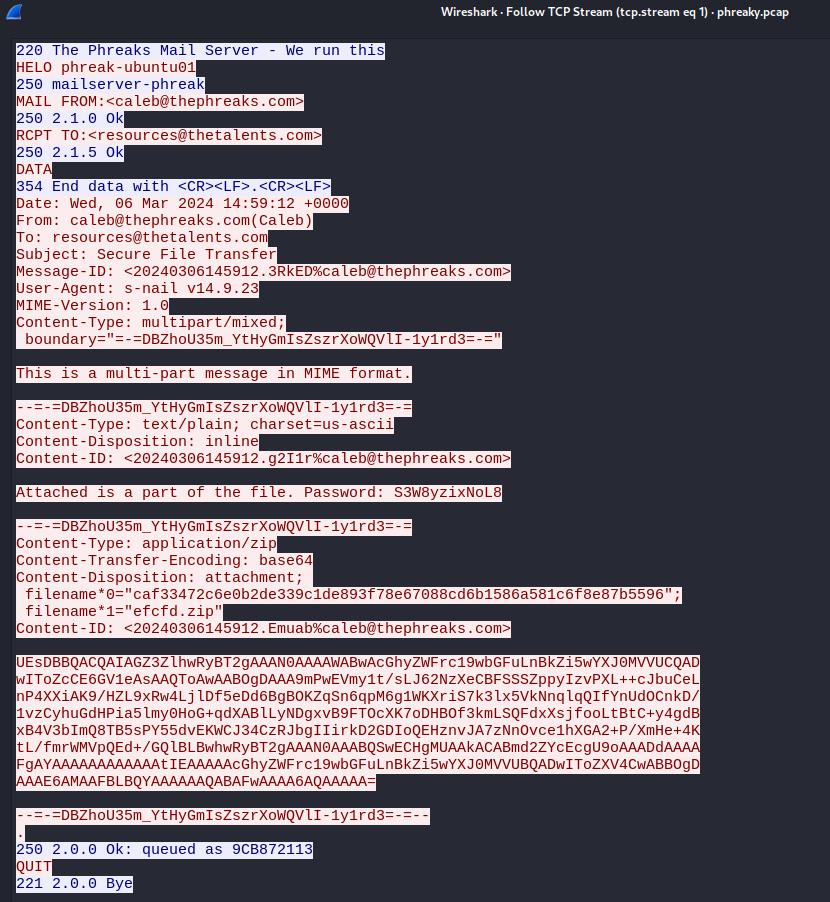 Wireshark · Follow TCP Stream (tcp.stream eq 1) · phreaky.pcap
220 The Phreaks Mail Server - We run this
HELO phreak-ubuntu01
250 mailserver-phreak
MAIL FROM:<caleb@thephreaks.com>
250 2.1.0 Ok
RCPT TO:<resources@thetalents.com>
250 2.1.5 Ok
DATA
354 End data with <CR><LF>.<CR><LF>
Date: Wed, 06 Mar 2024 14:59:12 +0000
From: caleb@thephreaks.com(Caleb)
To: resources@thetalents.com
Subject: Secure File Transfer
Message-ID: <20240306145912.3RkED%caleb@thephreaks.com>
User-Agent: s-nail v14.9.23
MIME-Version: 1.0
Content-Type: multipart/mixed;
 boundary="=-=DBZhoU35m_YtHyGmIsZszrXoWQVlI-1y1rd3=-="
This is a multi-part message in MIME format.
--=-=DBZhoU35m_YtHyGmIsZszrXoWQVlI-1y1rd3=-=
Content-Type: text/plain; charset=us-ascii
Content-Disposition: inline
Content-ID: <20240306145912.g2I1r%caleb@thephreaks.com>
Attached is a part of the file. Password: S3W8yzixNoL8
--=-=DBZhoU35m_YtHyGmIsZszrXoWQVlI-1y1rd3=-=
Content-Type: application/zip
Content-Transfer-Encoding: base64
Content-Disposition: attachment;
 filename*0="caf33472c6e0b2de339c1de893f78e67088cd6b1586a581c6f8e87b5596";
 filename*1="efcfd.zip"
Content-ID: <20240306145912.Emuab%caleb@thephreaks.com>
UEsDBBQACQAIAGZ3ZlhwRyBT2gAAAN0AAAAWABwAcGhyZWFrc19wbGFuLnBkZi5wYXJ0MVVUCQAD
wIToZcCE6GV1eAsAAQToAwAABOgDAAA9mPwEVmy1t/sLJ62NzXeCBFSSSZppyIzvPXL++cJbuCeL
nP4XXiAK9/HZL9xRw4LjlDf5eDd6BgBOKZqSn6qpM6g1WKXriS7k3lx5VkNnqlqQIfYnUdOCnkD/
1vzCyhuGdHPia5lmy0HoG+qdXABlLyNDgxvB9FTOcXK7oDHBOf3kmLSQFdxXsjfooLtBtC+y4gdB
xB4V3bImQ8TB5sPY55dvEKWCJ34CzRJbgIIirkD2GDIoQEHznvJA7zNnOvce1hXGA2+P/XmHe+4K
tL/fmrWMVpQEd+/GQlBLBwhwRyBT2gAAAN0AAABQSwECHgMUAAkACABmd2ZYcEcgU9oAAADdAAAA
FgAYAAAAAAAAAAAAtIEAAAAAcGhyZWFrc19wbGFuLnBkZi5wYXJ0MVVUBQADwIToZXV4CwABBOgD
AAAE6AMAAFBLBQYAAAAAAQABAFwAAAA6AQAAAAA=
--=-=DBZhoU35m_YtHyGmIsZszrXoWQVlI-1y1rd3=-=--
.
250 2.0.0 Ok: queued as 9CB872113
QUIT
221 2.0.0 Bye